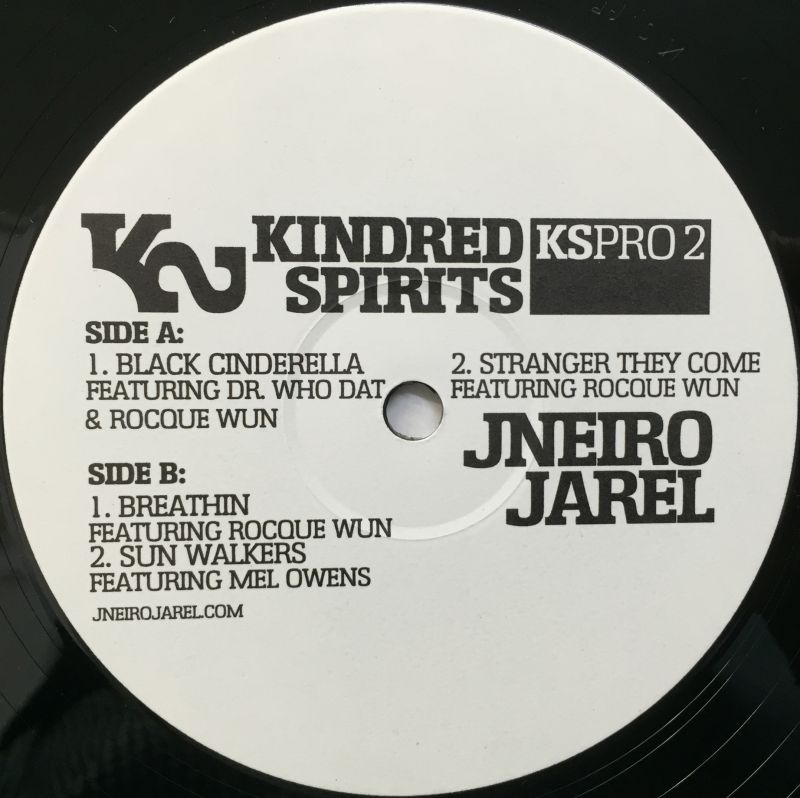 KINDRED
SPIRITS
KSPRO 2
SIDE A:
1. BLACK CINDERELLA
FEATURING DR. WHO DAT
& ROCQUE WUN
2. STRANGER THEY COME
FEATURING ROCQUE WUN
JNEIRO
JAREL
SIDE B:
1. BREATHIN
FEATURING ROCQUE WUN
2. SUN WALKERS
FEATURING MEL OWENS
JNEIROJAREL.COM